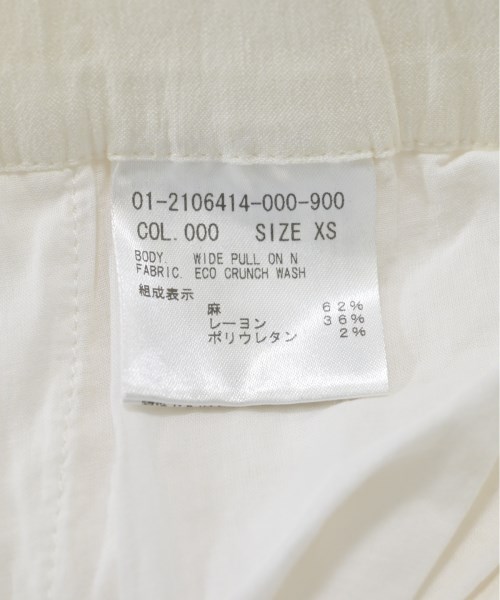 01-2106414-000-900
COL.000 SIZE XS
BODY. WIDE PULL ON N
FABRIC. ECO CRUNCH WASH
組成表示
麻 62%
レーヨン 36%
ポリウレタン 2%